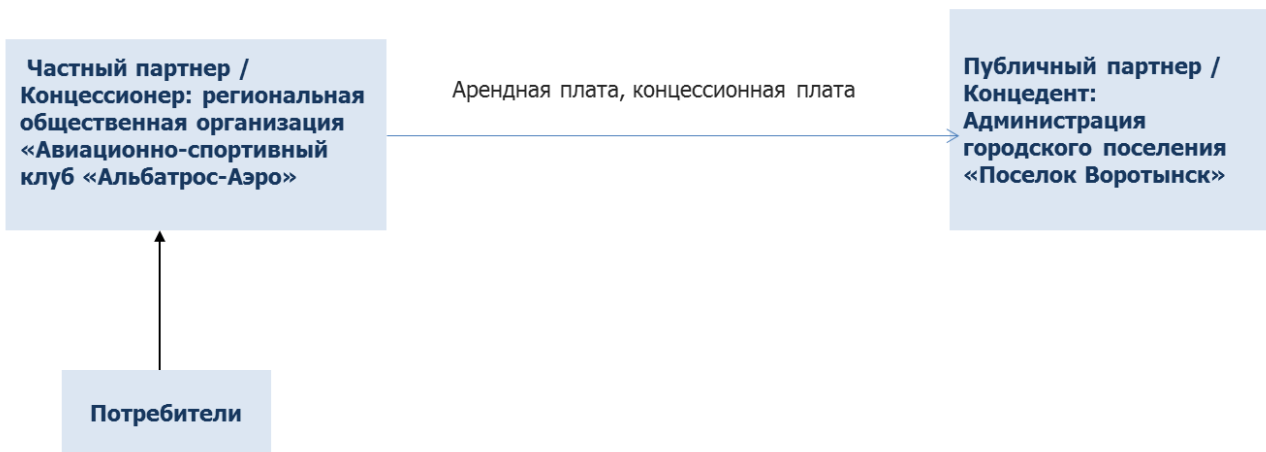 Частный партнер /
Концессионер: региональная
общественная организация
«Авиационно-спортивный
клуб «Альбатрос-Аэро»
Арендная плата, концессионная плата
Публичный партнер /
Концедент:
Администрация
городского поселения
«Поселок Воротынск»
Потребители